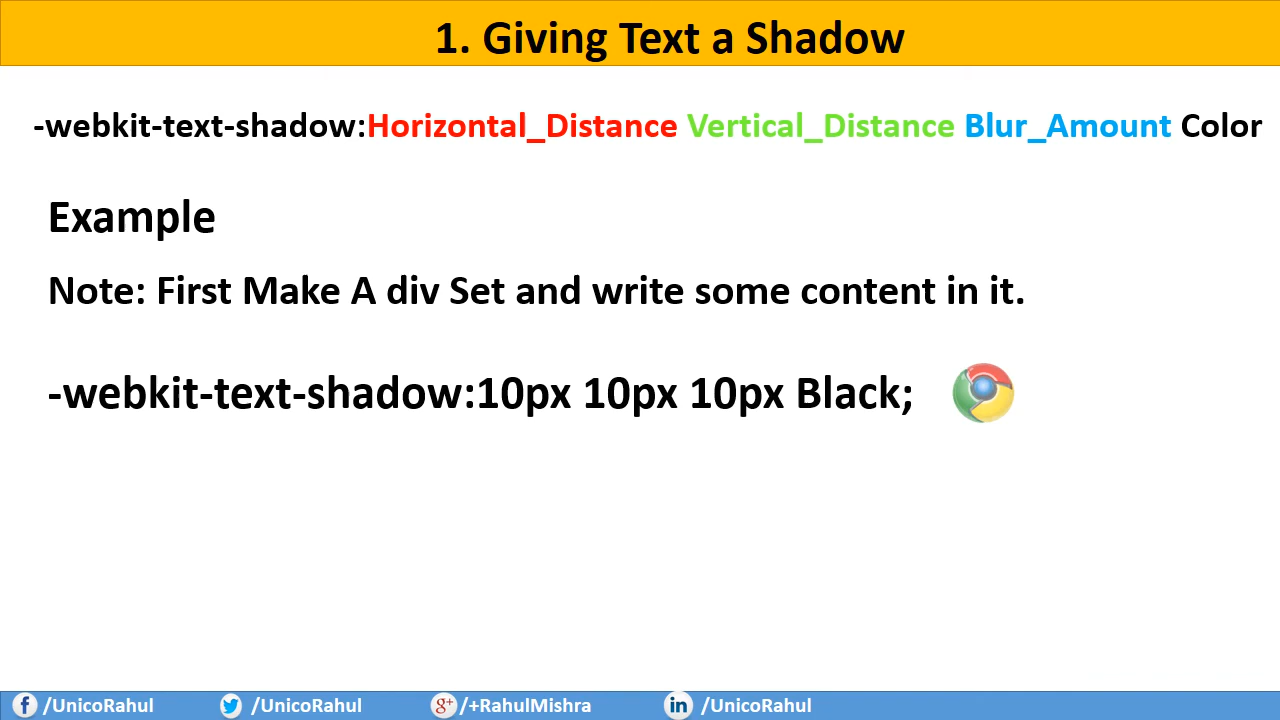 1. Giving Text a Shadow
-webkit-text-shadow:Horizontal_Distance Vertical_Distance Blur_Amount Color
Example
Note: First Make A div Set and write some content in it.
-webkit-text-shadow:10px 10px 10px Black;
f /UnicoRahul /UnicoRahul g+ /+RahulMishra in /UnicoRahul